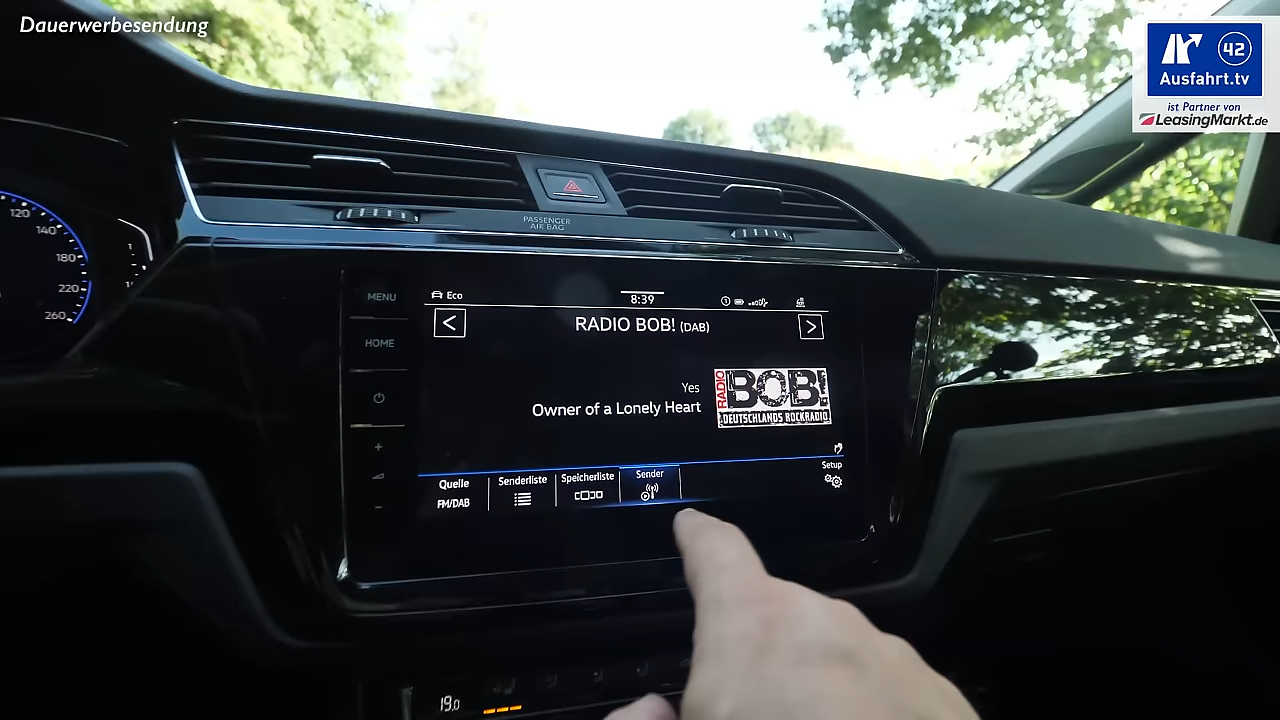 Dauerwerbesendung
42
Ausfahrt.tv
ist Partner von
LeasingMarkt.de
120
140
180
220
260
PASSENGER
AIR BAG
MENU
HOME
Eco
8:39
RADIO BOB! (DAB)
<
>
Yes
Owner of a Lonely Heart
RADIO
BOB!
DEUTSCHLANDS ROCKRADIO
Quelle
FM/DAB
Senderliste
Speicherliste
Sender
Setup
+
-
19.0